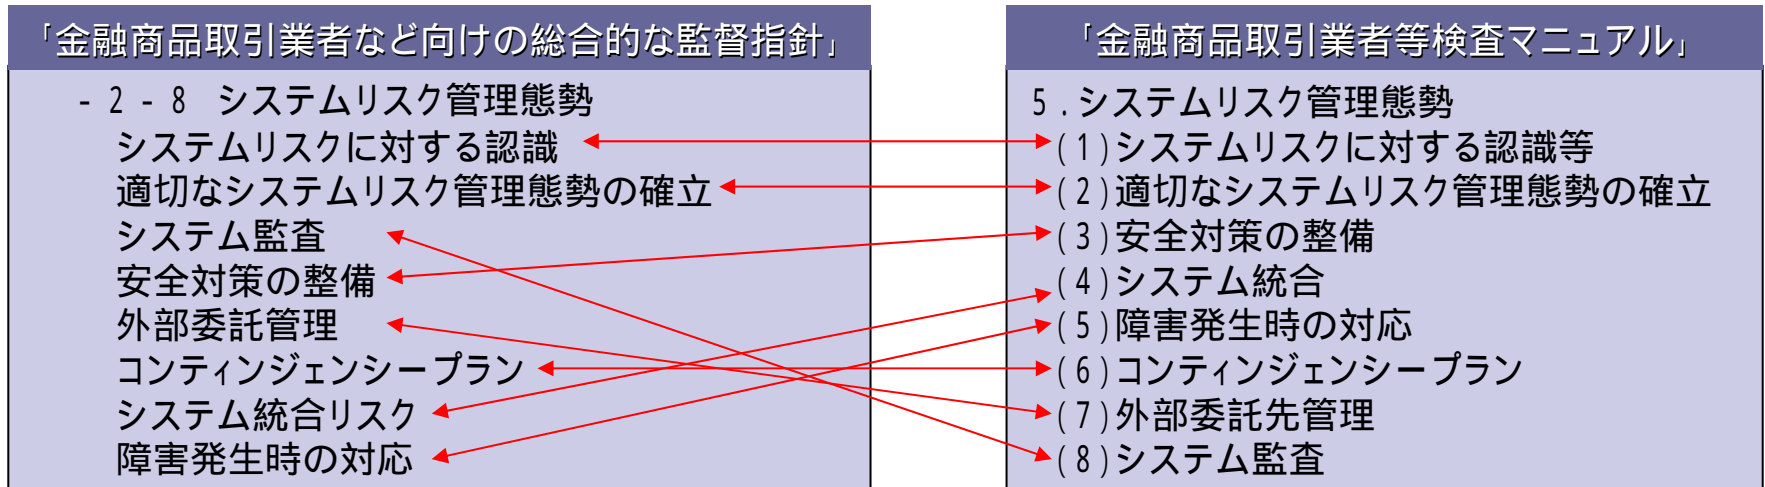 「金融商品取引業者など向けの総合的な監督指針」
-２-８ システムリスク管理態勢
システムリスクに対する認識
適切なシステムリスク管理態勢の確立
システム監査
安全対策の整備
外部委託管理
コンティンジェンシープラン
システム統合リスク
障害発生時の対応
「金融商品取引業者等検査マニュアル」
５.システムリスク管理態勢
(１)システムリスクに対する認識等
(２)適切なシステムリスク管理態勢の確立
(３)安全対策の整備
(４)システム統合
(５)障害発生時の対応
(６)コンティンジェンシープラン
(７)外部委託先管理
(８)システム監査